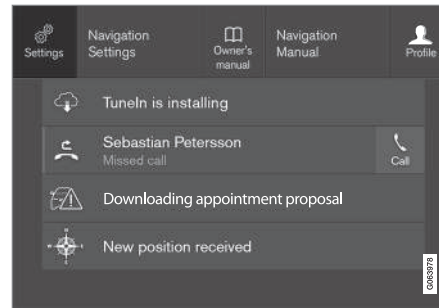 Settings
Navigation
Settings
Owner's
manual
Navigation
Manual
Profile
TuneIn is installing
Sebastian Petersson
Missed call
Call
Downloading appointment proposal
New position received
G063978